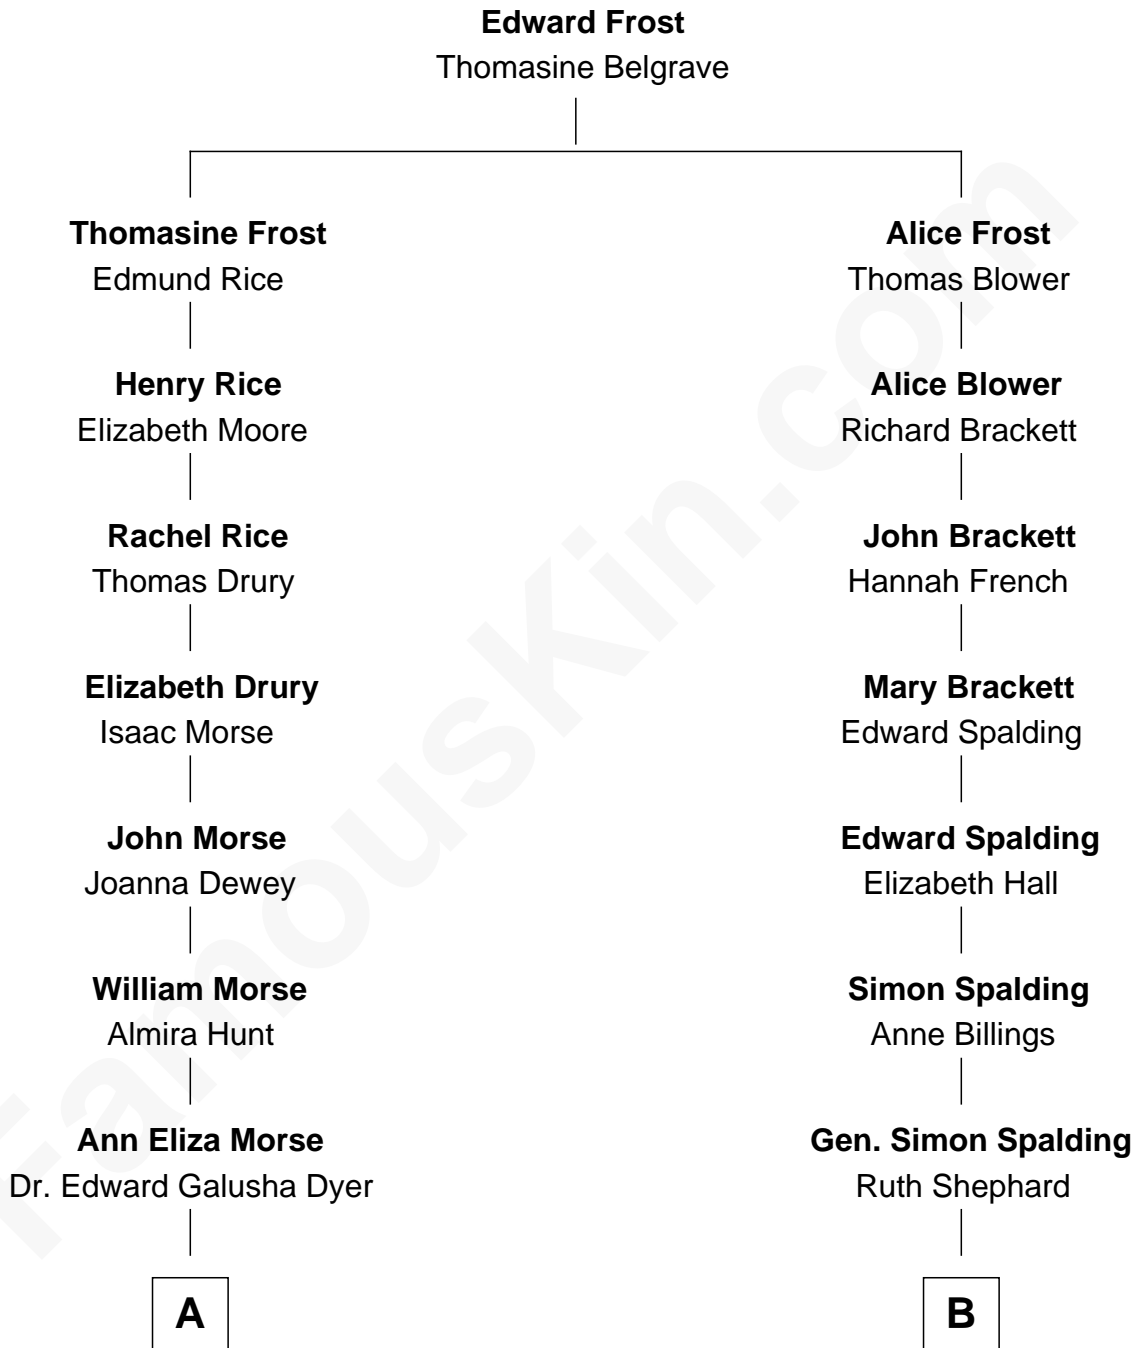 Edward Frost
Thomasine Belgrave
Thomasine Frost
Edmund Rice
Alice Frost
Thomas Blower
Henry Rice
Elizabeth Moore
Alice Blower
Richard Brackett
Rachel Rice
Thomas Drury
John Brackett
Hannah French
Elizabeth Drury
Isaac Morse
Mary Brackett
Edward Spalding
John Morse
Joanna Dewey
Edward Spalding
Elizabeth Hall
William Morse
Almira Hunt
Simon Spalding
Anne Billings
Ann Eliza Morse
Dr. Edward Galusha Dyer
Gen. Simon Spalding
Ruth Shephard
A
B
FamousKin.com